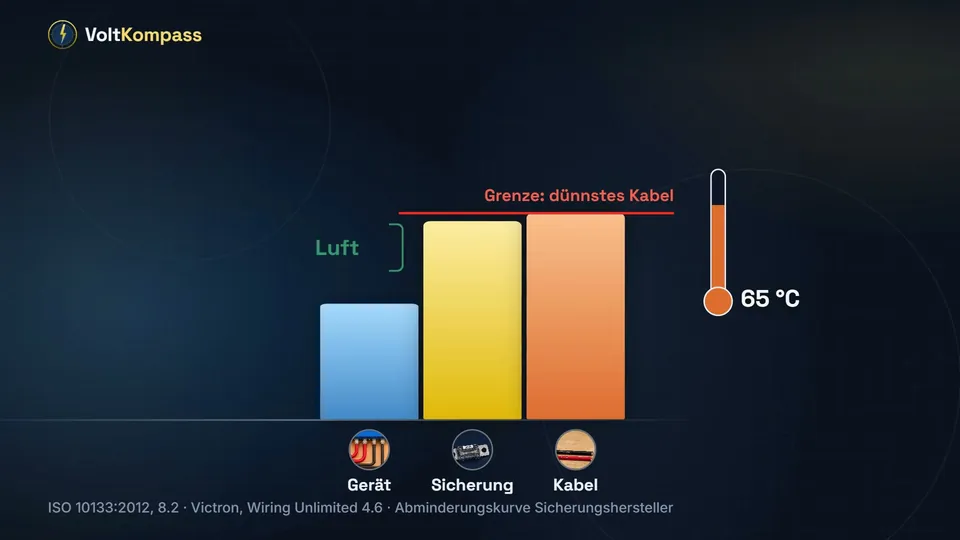 VoltKompass
Grenze: dünnstes Kabel
Luft
65 °C
Gerät
Sicherung
Kabel
ISO 10133:2012, 8.2 · Victron, Wiring Unlimited 4.6 · Abminderungskurve Sicherungshersteller